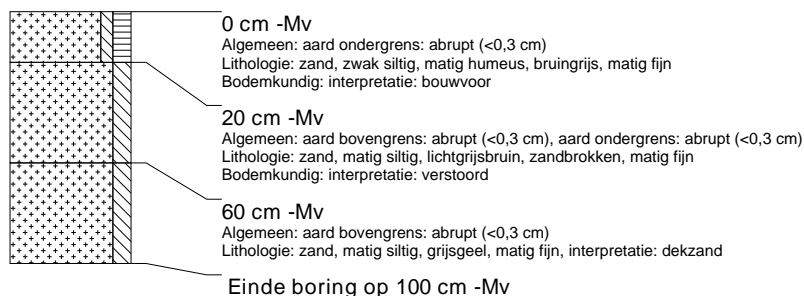 0 cm -Mv
Algemeen: aard ondergrens: abrupt (<0,3 cm)
Lithologie: zand, zwak siltig, matig humeus, bruingrijs, matig fijn
Bodemkundig: interpretatie: bouwvoor
20 cm -Mv
Algemeen: aard bovengrens: abrupt (<0,3 cm), aard ondergrens: abrupt (<0,3 cm)
Lithologie: zand, matig siltig, lichtgrijsbruin, zandbrokken, matig fijn
Bodemkundig: interpretatie: verstoord
60 cm -Mv
Algemeen: aard bovengrens: abrupt (<0,3 cm)
Lithologie: zand, matig siltig, grijsgeel, matig fijn, interpretatie: dekzand
Einde boring op 100 cm -Mv